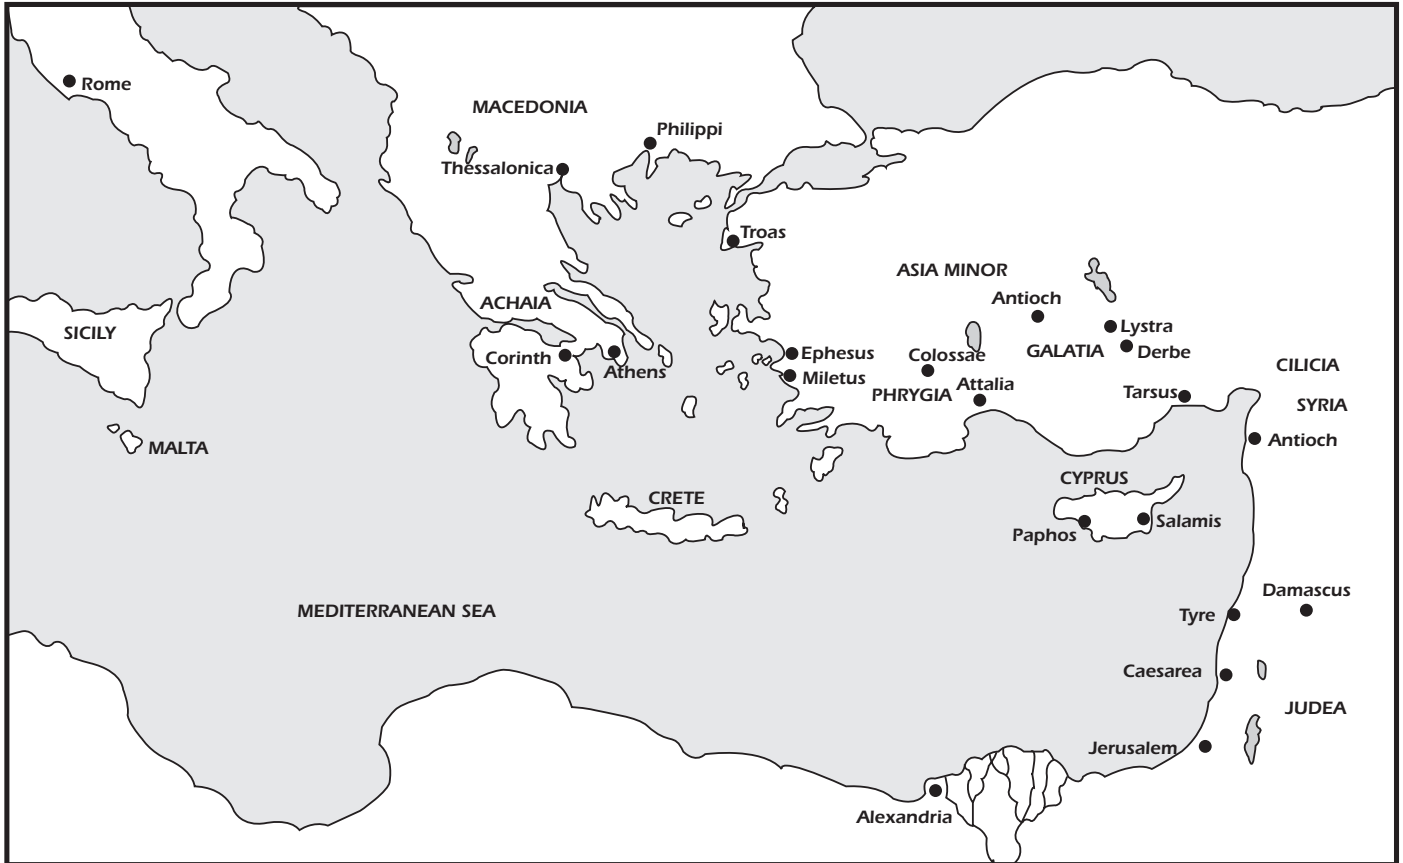 Rome
MACEDONIA
Philippi
Thessalonica
Troas
ASIA MINOR
Antioch
ACHAIA
SICILY
Lystra
GALATIA
Derbe
Corinth
Athens
Ephesus
Colossae
Miletus
PHRYGIA
Attalia
CILICIA
Tarsus
SYRIA
Antioch
MALTA
CYPRUS
CRETE
Paphos
Salamis
MEDITERRANEAN SEA
Damascus
Tyre
Caesarea
JUDEA
Jerusalem
Alexandria